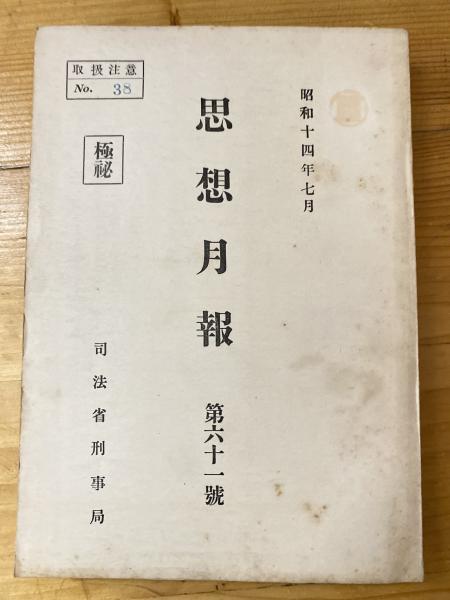 昭和十四年七月
思想月報
第六十一號
取扱注意
No. 38
極祕
司法省刑事局